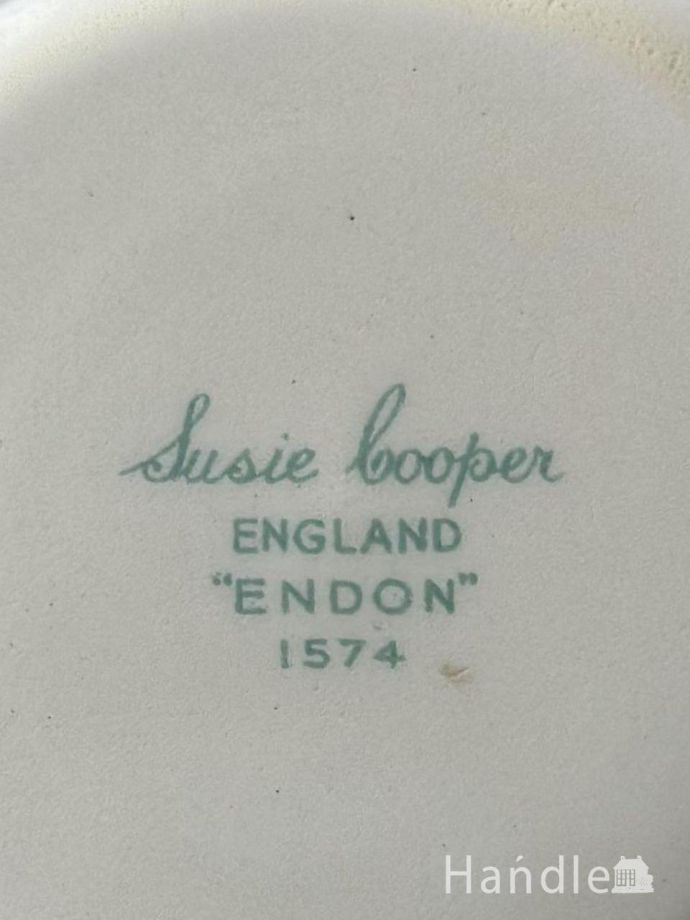 Susie Cooper
ENGLAND
"ENDON"
1574
Handle